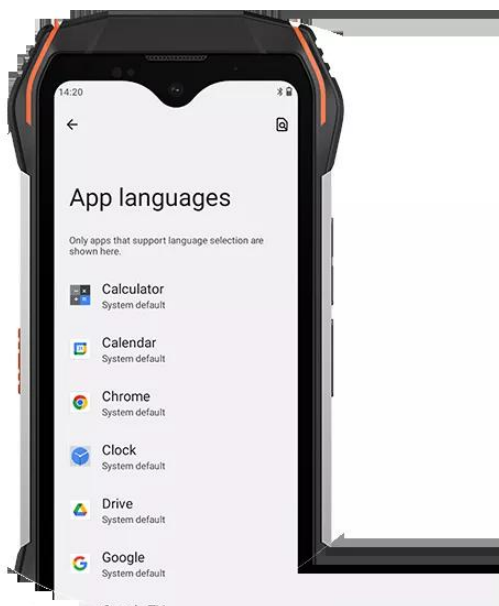 14:20
App languages
Only apps that support language selection are
shown here.
Calculator
System default
Calendar
System default
Chrome
System default
Clock
System default
Drive
System default
Google
System default